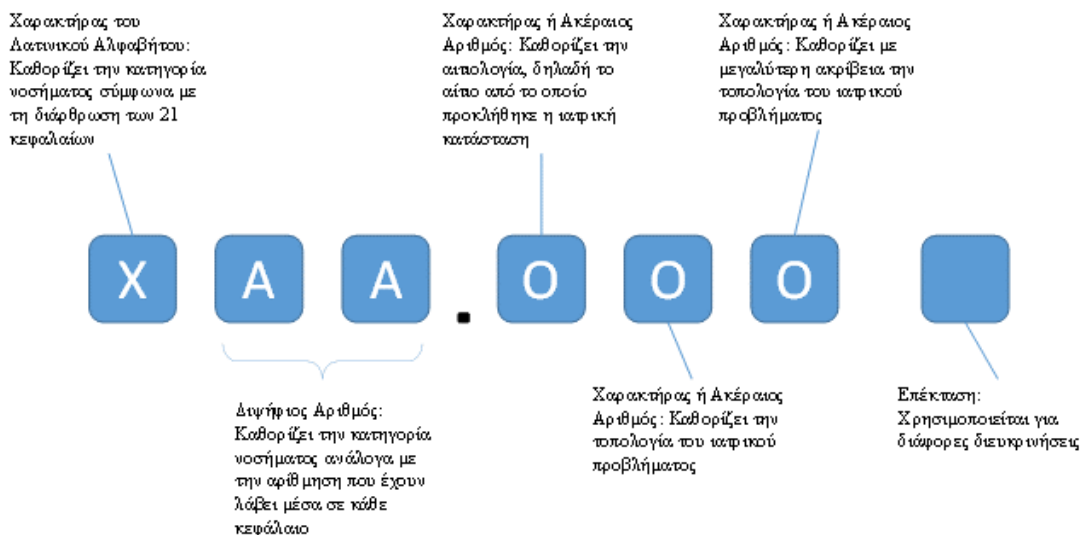 Χαρακτήρας του
Λατινικού Αλφαβήτου:
Καθορίζει την κατηγορία
νοσήματος σύμφωνα με
τη διάρθρωση των 21
κεφαλαίων
Χαρακτήρας ή Ακέραιος
Αριθμός: Καθορίζει την
αιτιολογία, δηλαδή το
αίτιο από το οποίο
προκλήθηκε η ιατρική
κατάσταση
Χαρακτήρας ή Ακέραιος
Αριθμός: Καθορίζει με
μεγαλύτερη ακρίβεια την
τοπολογία του ιατρικού
προβλήματος
X A A . O O O
Διψήφιος Αριθμός:
Καθορίζει την κατηγορία
νοσήματος ανάλογα με
την αρίθμηση που έχουν
λάβει μέσα σε κάθε
κεφάλαιο
Χαρακτήρας ή Ακέραιος
Αριθμός: Καθορίζει την
τοπολογία του ιατρικού
προβλήματος
Επέκταση:
Χρησιμοποιείται για
διάφορες διευκρινήσεις